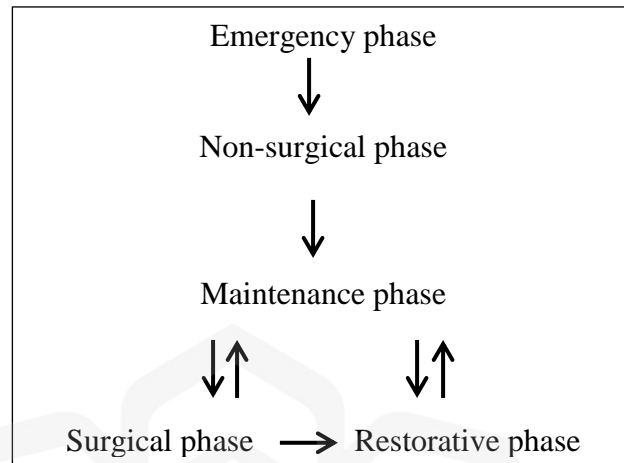 Emergency phase
Non-surgical phase
Maintenance phase
Surgical phase
Restorative phase